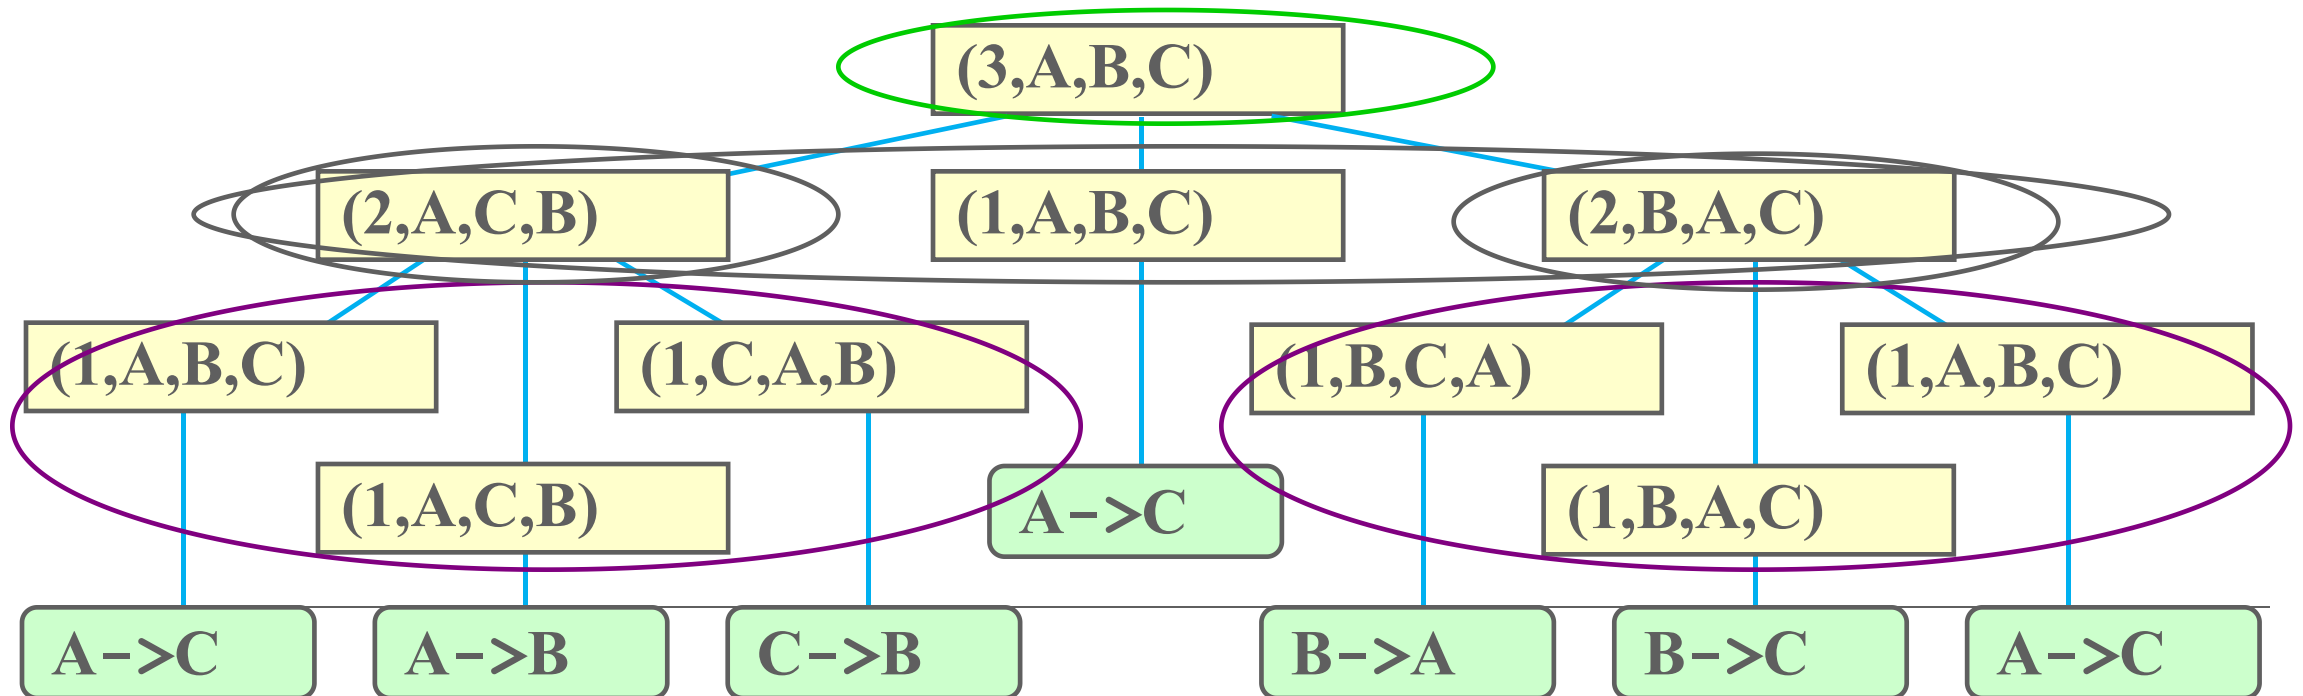 (3,A,B,C)
(2,A,C,B)
(1,A,B,C)
(2,B,A,C)
(1,A,B,C)
(1,C,A,B)
(1,B,C,A)
(1,A,B,C)
(1,A,C,B)
A->C
(1,B,A,C)
A->C
A->B
C->B
B->A
B->C
A->C